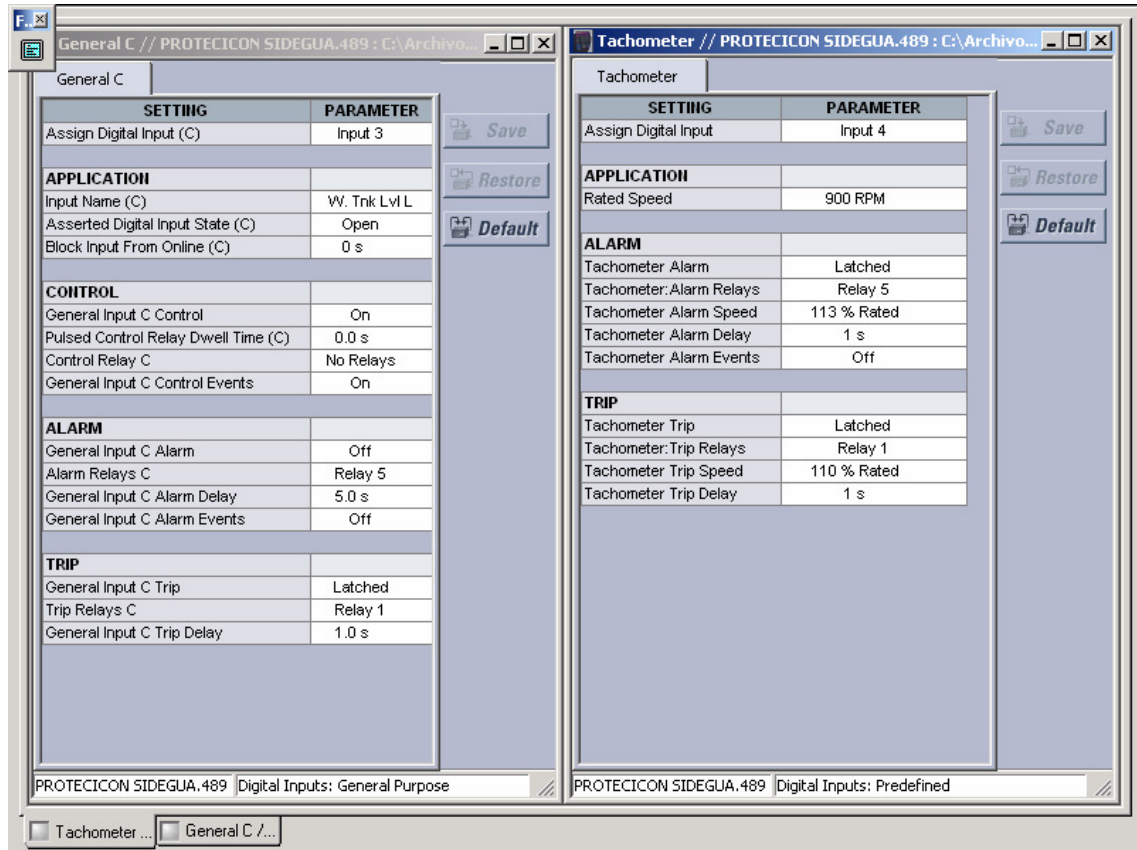 F..
General C // PROTECICON SIDEGUA.489 : C:\Archivo...
General C
SETTING PARAMETER
Assign Digital Input (C) Input 3
APPLICATION
Input Name (C) W. Tnk Lvl L
Asserted Digital Input State (C) Open
Block Input From Online (C) 0 s
CONTROL
General Input C Control On
Pulsed Control Relay Dwell Time (C) 0.0 s
Control Relay C No Relays
General Input C Control Events On
ALARM
General Input C Alarm Off
Alarm Relays C Relay 5
General Input C Alarm Delay 5.0 s
General Input C Alarm Events Off
TRIP
General Input C Trip Latched
Trip Relays C Relay 1
General Input C Trip Delay 1.0 s
Save
Restore
Default
PROTECICON SIDEGUA.489 Digital Inputs: General Purpose
Tachometer // PROTECICON SIDEGUA.489 : C:\Archivo...
Tachometer
SETTING PARAMETER
Assign Digital Input Input 4
APPLICATION
Rated Speed 900 RPM
ALARM
Tachometer Alarm Latched
Tachometer:Alarm Relays Relay 5
Tachometer Alarm Speed 113 % Rated
Tachometer Alarm Delay 1 s
Tachometer Alarm Events Off
TRIP
Tachometer Trip Latched
Tachometer:Trip Relays Relay 1
Tachometer Trip Speed 110 % Rated
Tachometer Trip Delay 1 s
Save
Restore
Default
PROTECICON SIDEGUA.489 Digital Inputs: Predefined
Tachometer ... General C /...